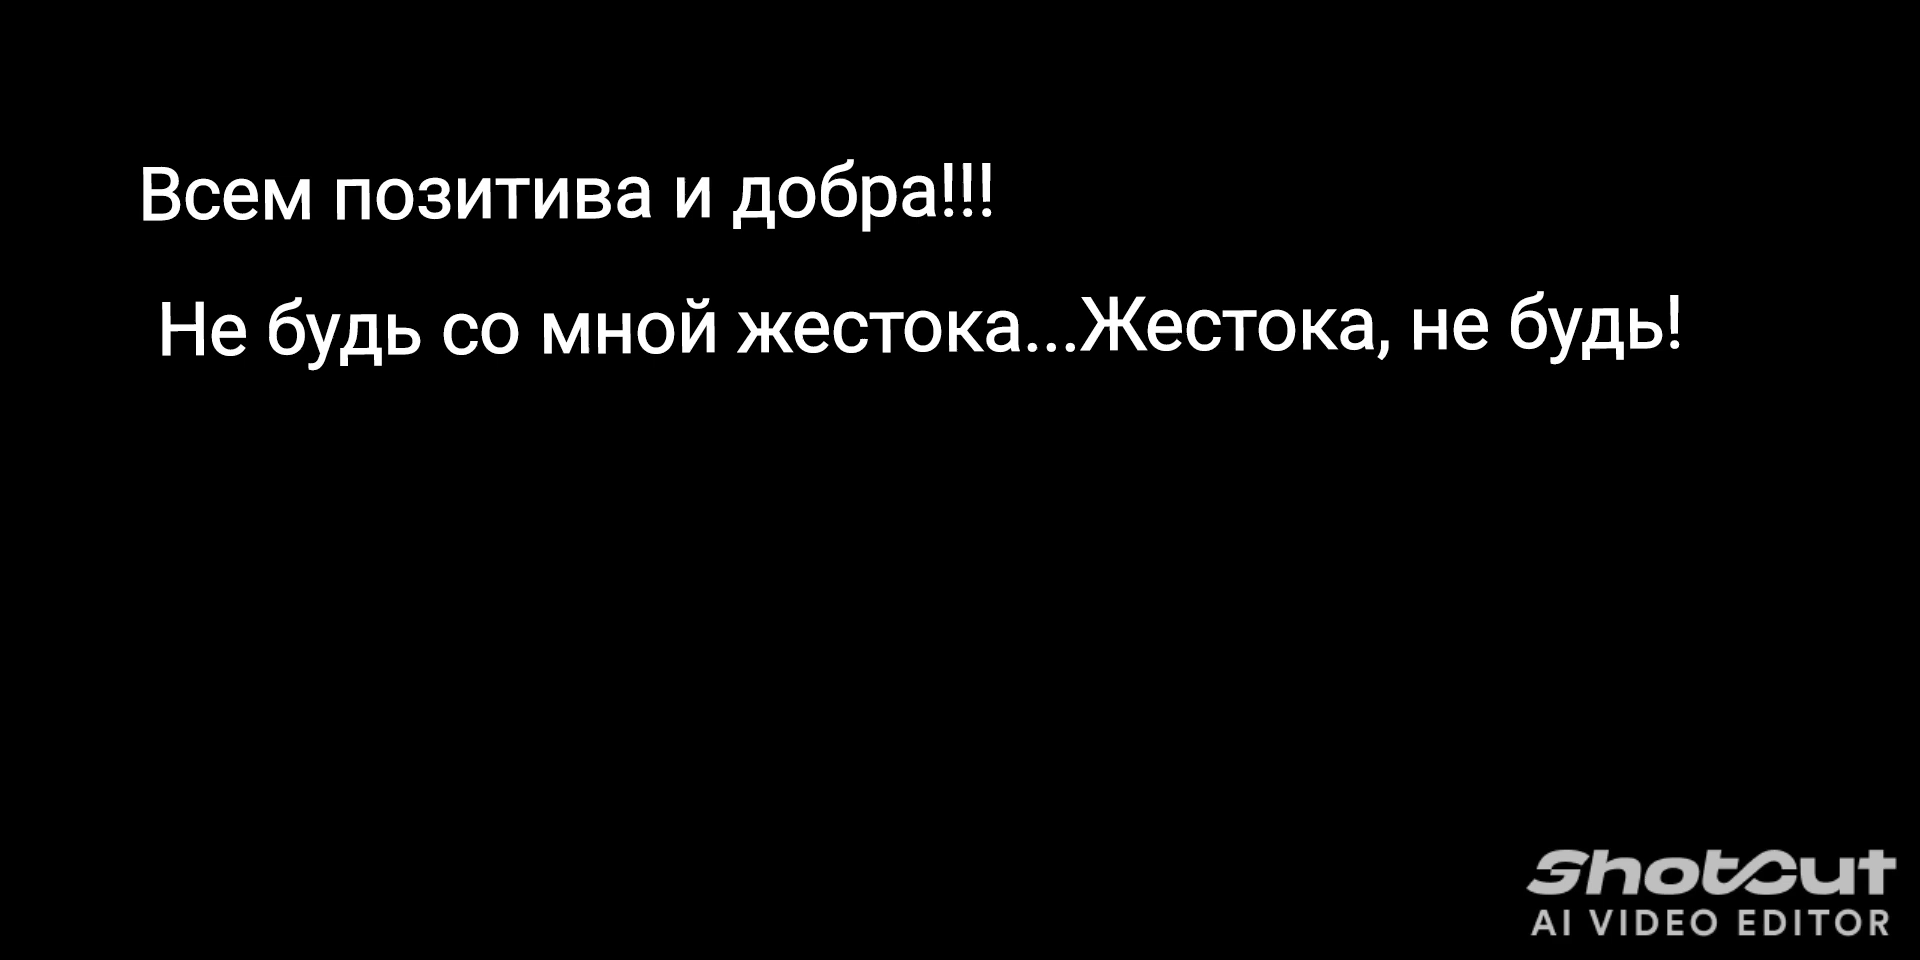 Всем позитива и добра!!!
Не будь со мной жестока...Жестока, не будь!
ShotCut
AI VIDEO EDITOR